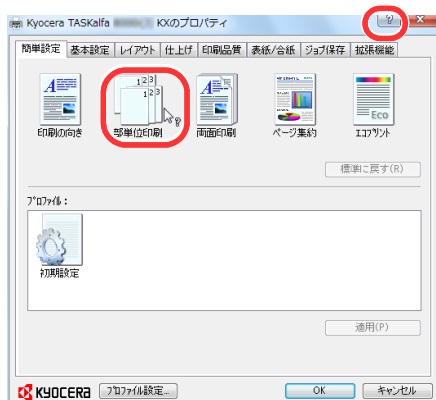 Kyocera TASKalfa KXのプロパティ
?
簡単設定 基本設定 レイアウト 仕上げ 印刷品質 表紙/合紙 ジョブ保存 拡張機能
123
123
Eco
印刷の向き 部単位印刷 両面印刷 ページ集約 エコプリント
標準に戻す(R)
プロファイル:
初期設定
適用(P)
KYOCERA プロファイル設定... OK キャンセル